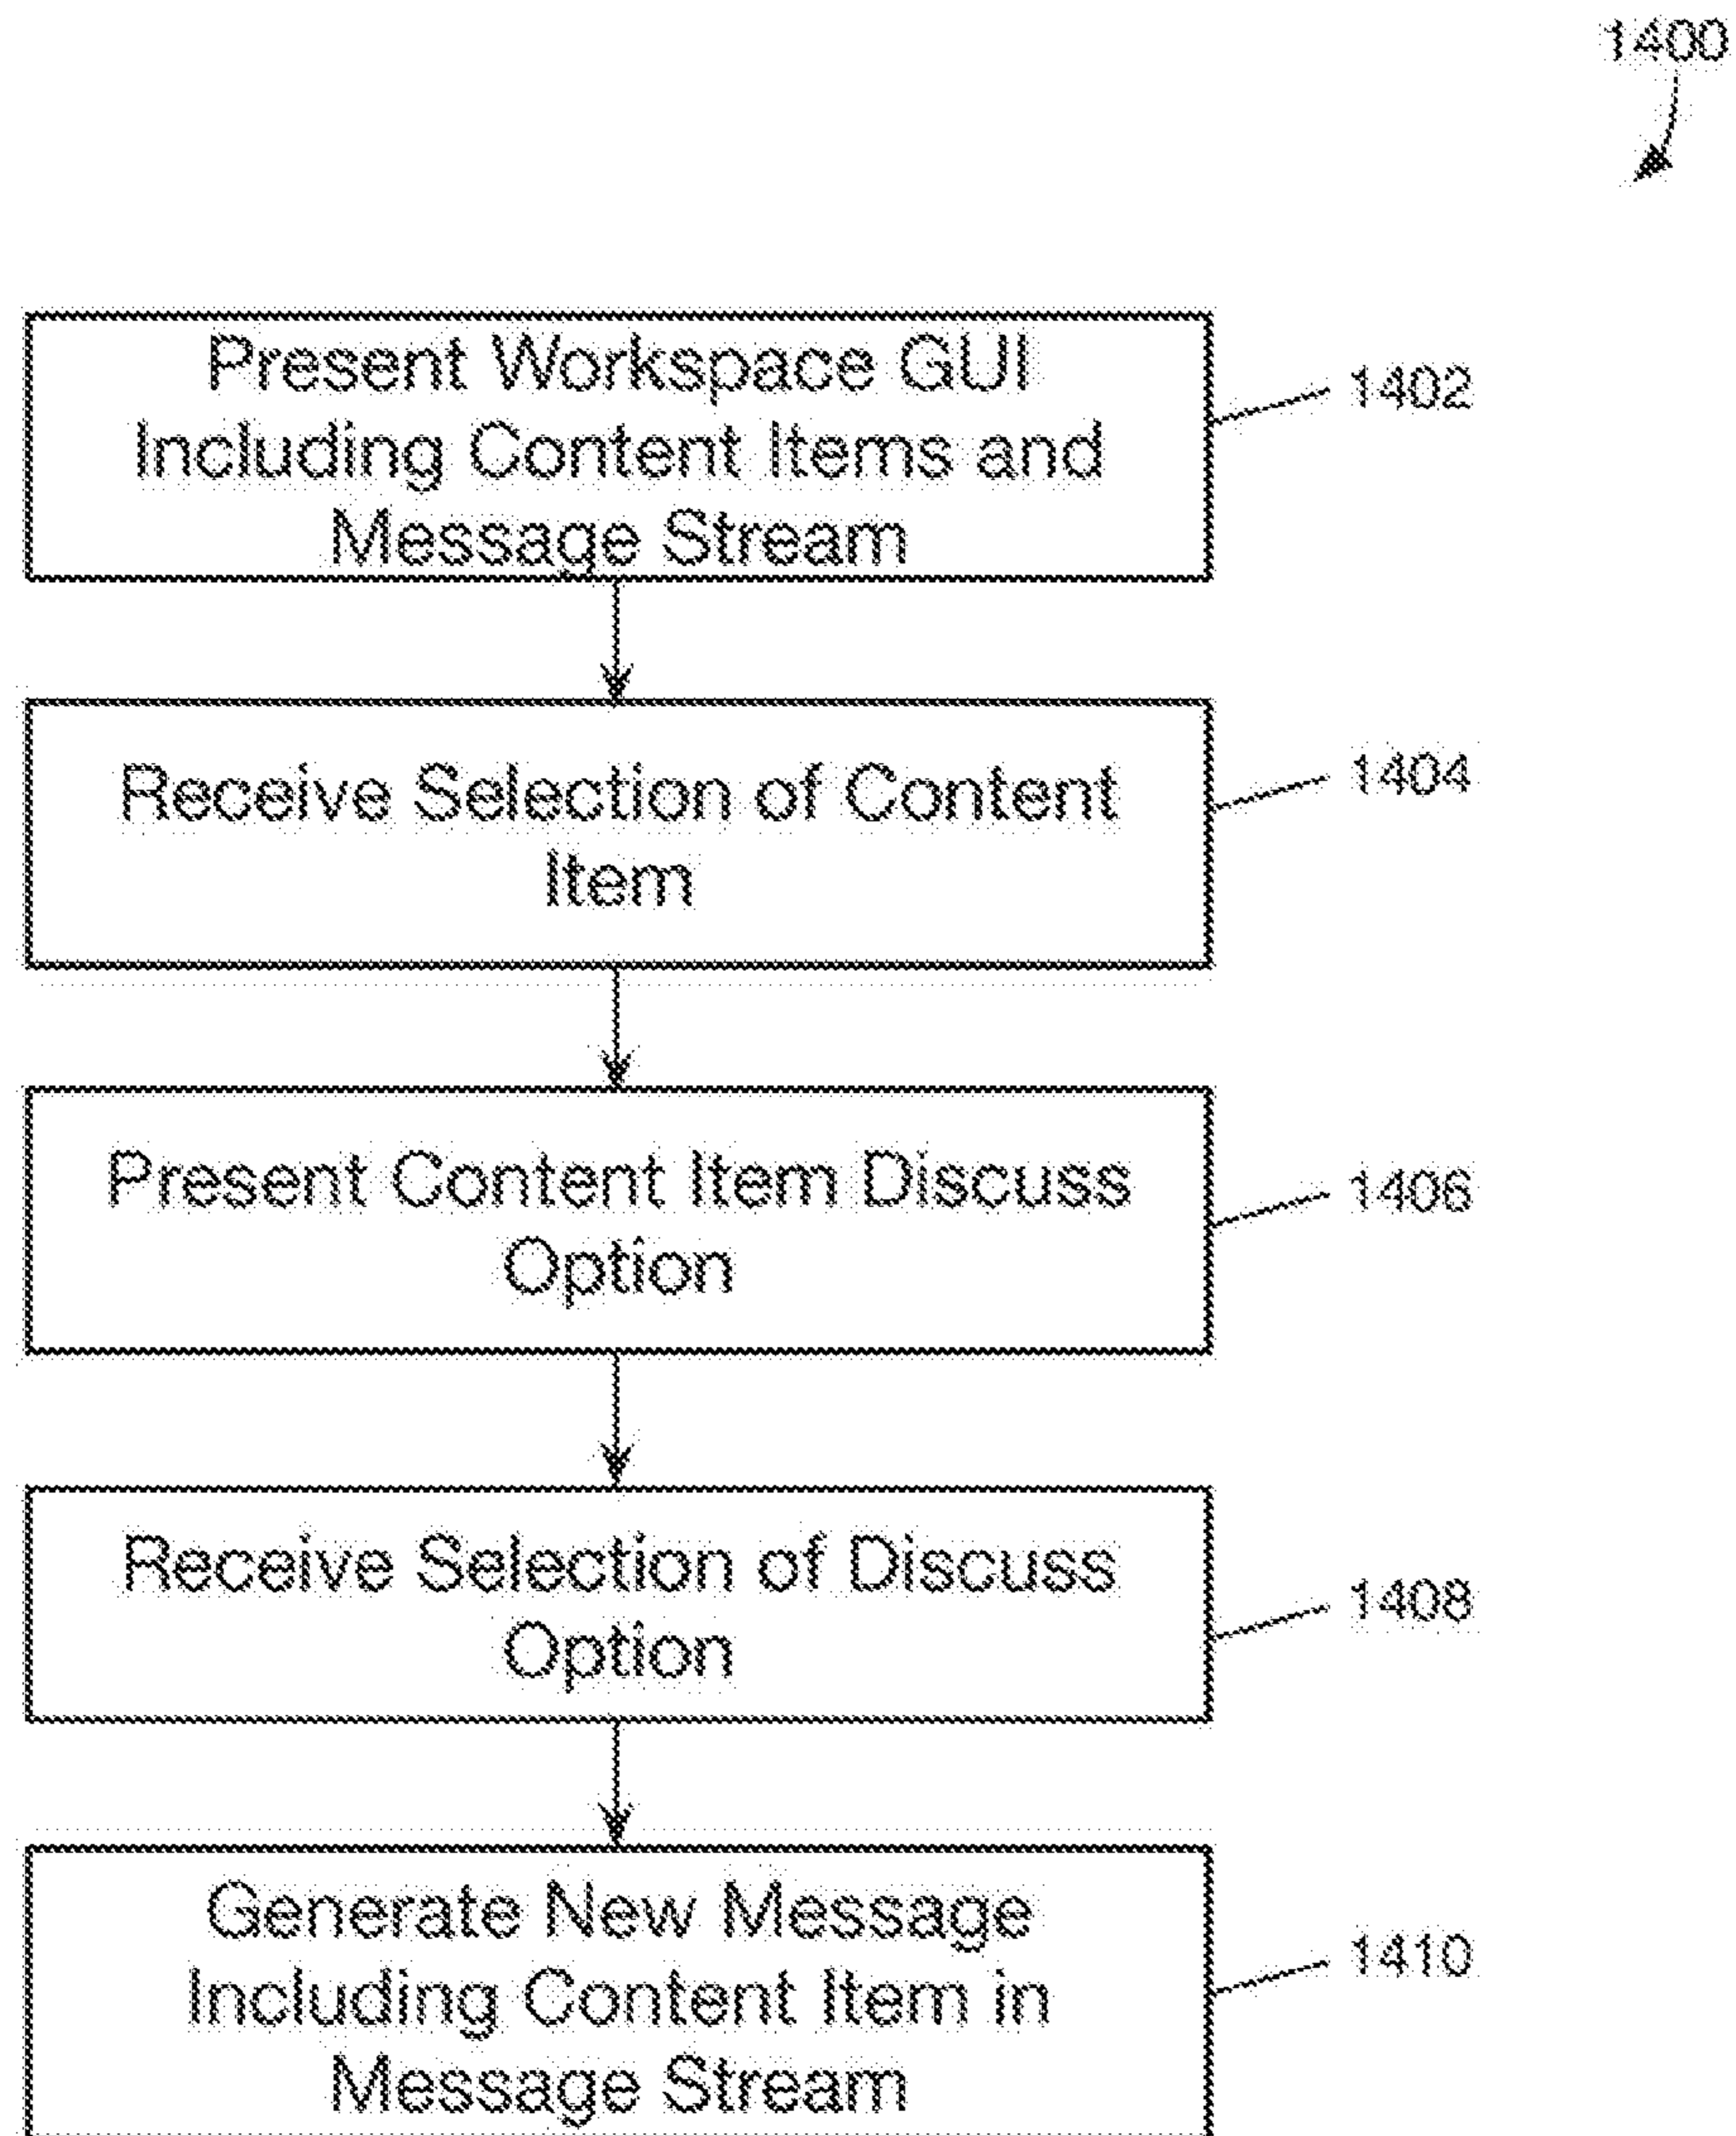 1400
Present Workspace GUI
Including Content Items and
Message Stream
1402
Receive Selection of Content
Item
1404
Present Content Item Discuss
Option
1406
Receive Selection of Discuss
Option
1408
Generate New Message
Including Content Item in
Message Stream
1410